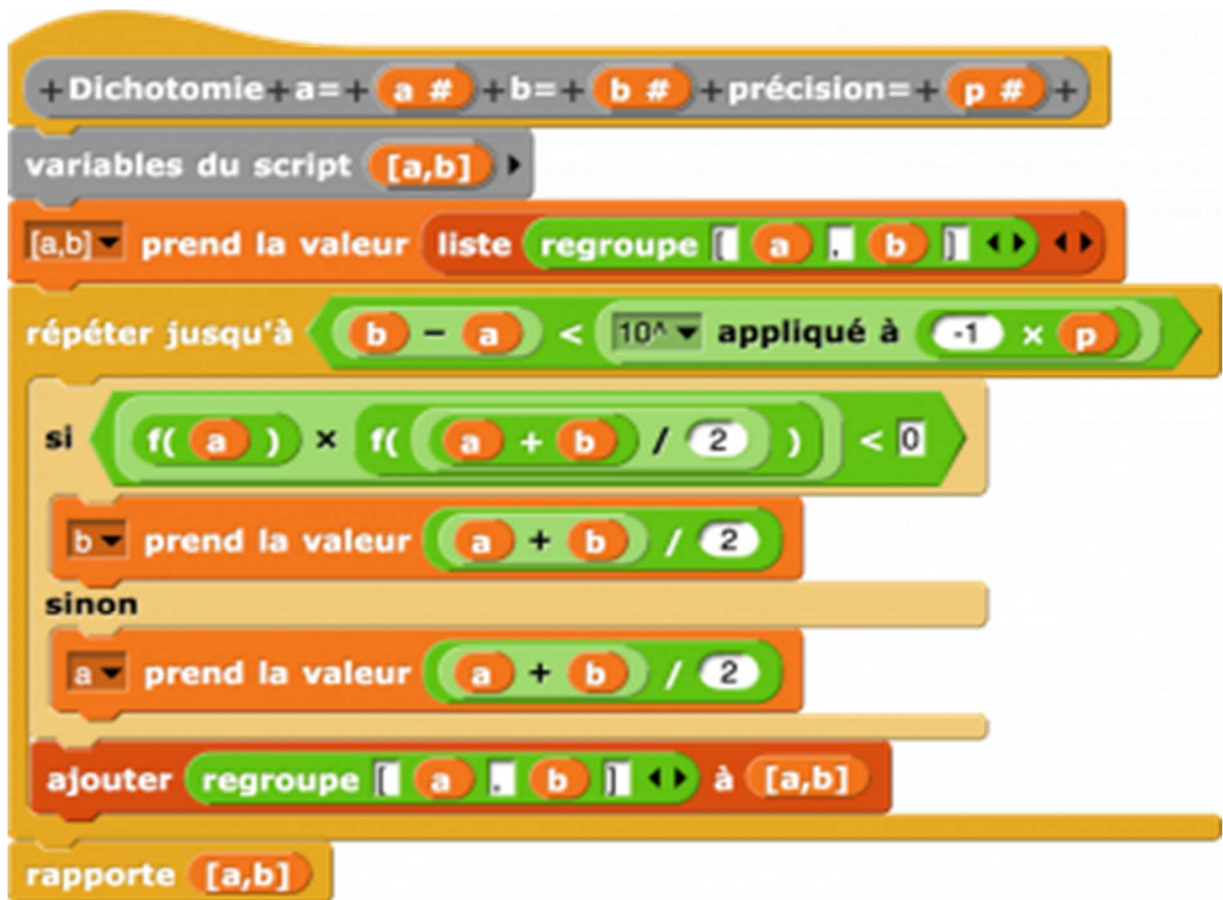 +Dichotomie+a=+ a # +b=+ b # +précision=+ p # +
variables du script [a,b]
[a,b] prend la valeur liste regroupe [ a , b ]
répéter jusqu'à b − a < 10^ appliqué à -1 × p
si f( a ) × f( a + b / 2 ) < 0
b prend la valeur a + b / 2
sinon
a prend la valeur a + b / 2
ajouter regroupe [ a , b ] à [a,b]
rapporte [a,b]